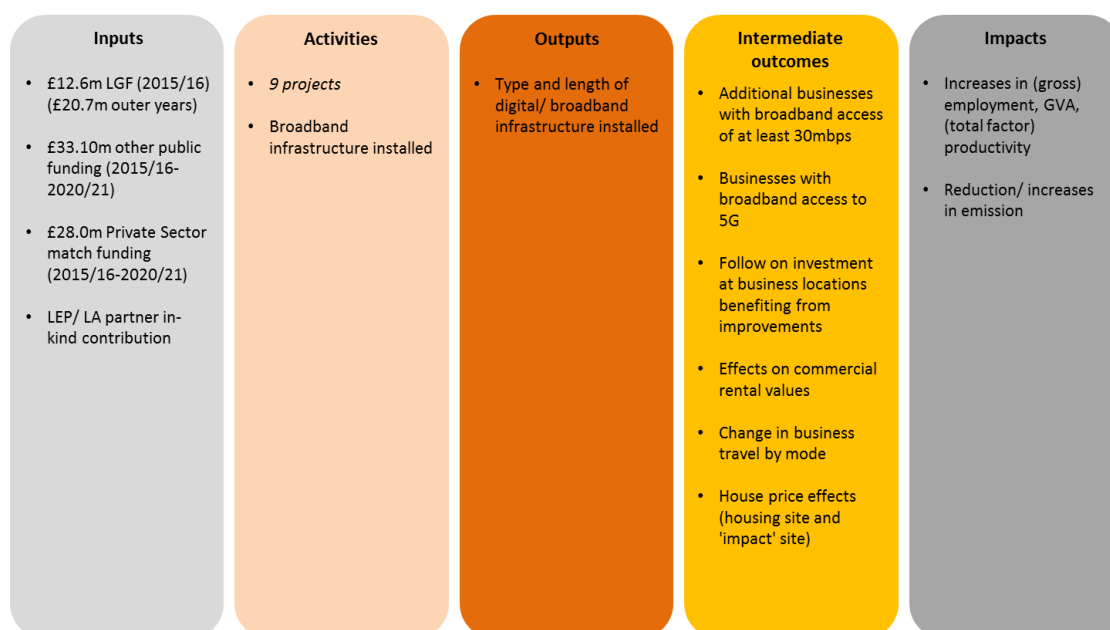 Inputs
• £12.6m LGF (2015/16)
(£20.7m outer years)
• £33.10m other public
funding (2015/16-
2020/21)
• £28.0m Private Sector
match funding
(2015/16-2020/21)
• LEP/ LA partner in-
kind contribution
Activities
• 9 projects
• Broadband
infrastructure installed
Outputs
• Type and length of
digital/ broadband
infrastructure installed
Intermediate
outcomes
• Additional businesses
with broadband access
of at least 30mbps
• Businesses with
broadband access to
5G
• Follow on investment
at business locations
benefiting from
improvements
• Effects on commercial
rental values
• Change in business
travel by mode
• House price effects
(housing site and
'impact' site)
Impacts
• Increases in (gross)
employment, GVA,
(total factor)
productivity
• Reduction/ increases
in emission